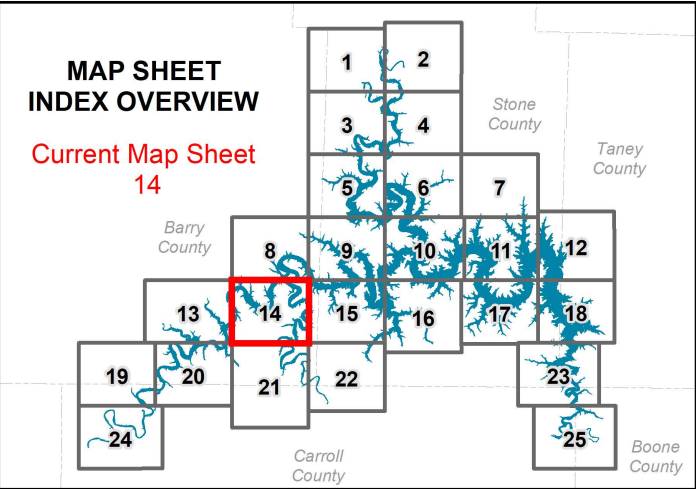 MAP SHEET
INDEX OVERVIEW
Current Map Sheet
14
1
2
3
4
Stone
County
Taney
County
5
6
7
Barry
County
8
9
10
11
12
13
14
15
16
17
18
19
20
21
22
23
24
25
Carroll
County
Boone
County